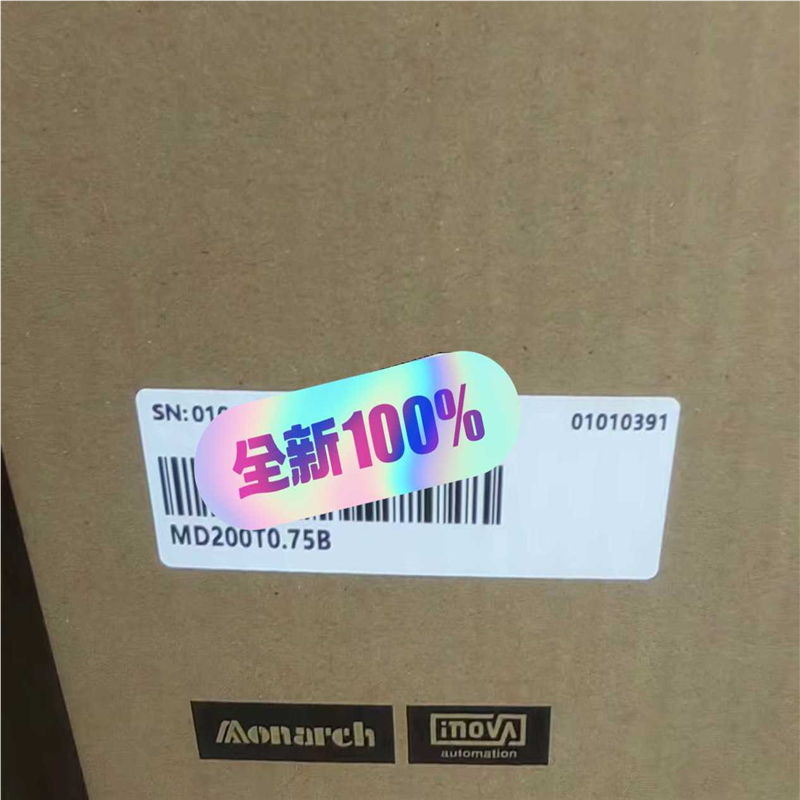 SN: 010
01010391
全新100%
MD200T0.75B
Monarch
inovA
automation